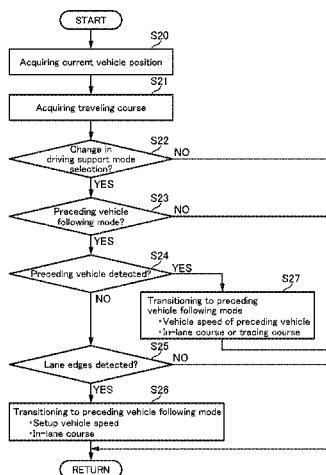 START
S20
Acquiring current vehicle position
S21
Acquiring traveling course
S22
Change in
driving support mode
selection?
NO
YES
S23
Preceding vehicle
following mode?
NO
YES
S24
Preceding vehicle detected?
YES
NO
S27
Transitioning to preceding
vehicle following mode
・Vehicle speed of preceding vehicle
・In-lane course or tracing course
S25
Lane edges detected?
NO
YES
S26
Transitioning to preceding vehicle following mode
・Setup vehicle speed
・In-lane course
RETURN